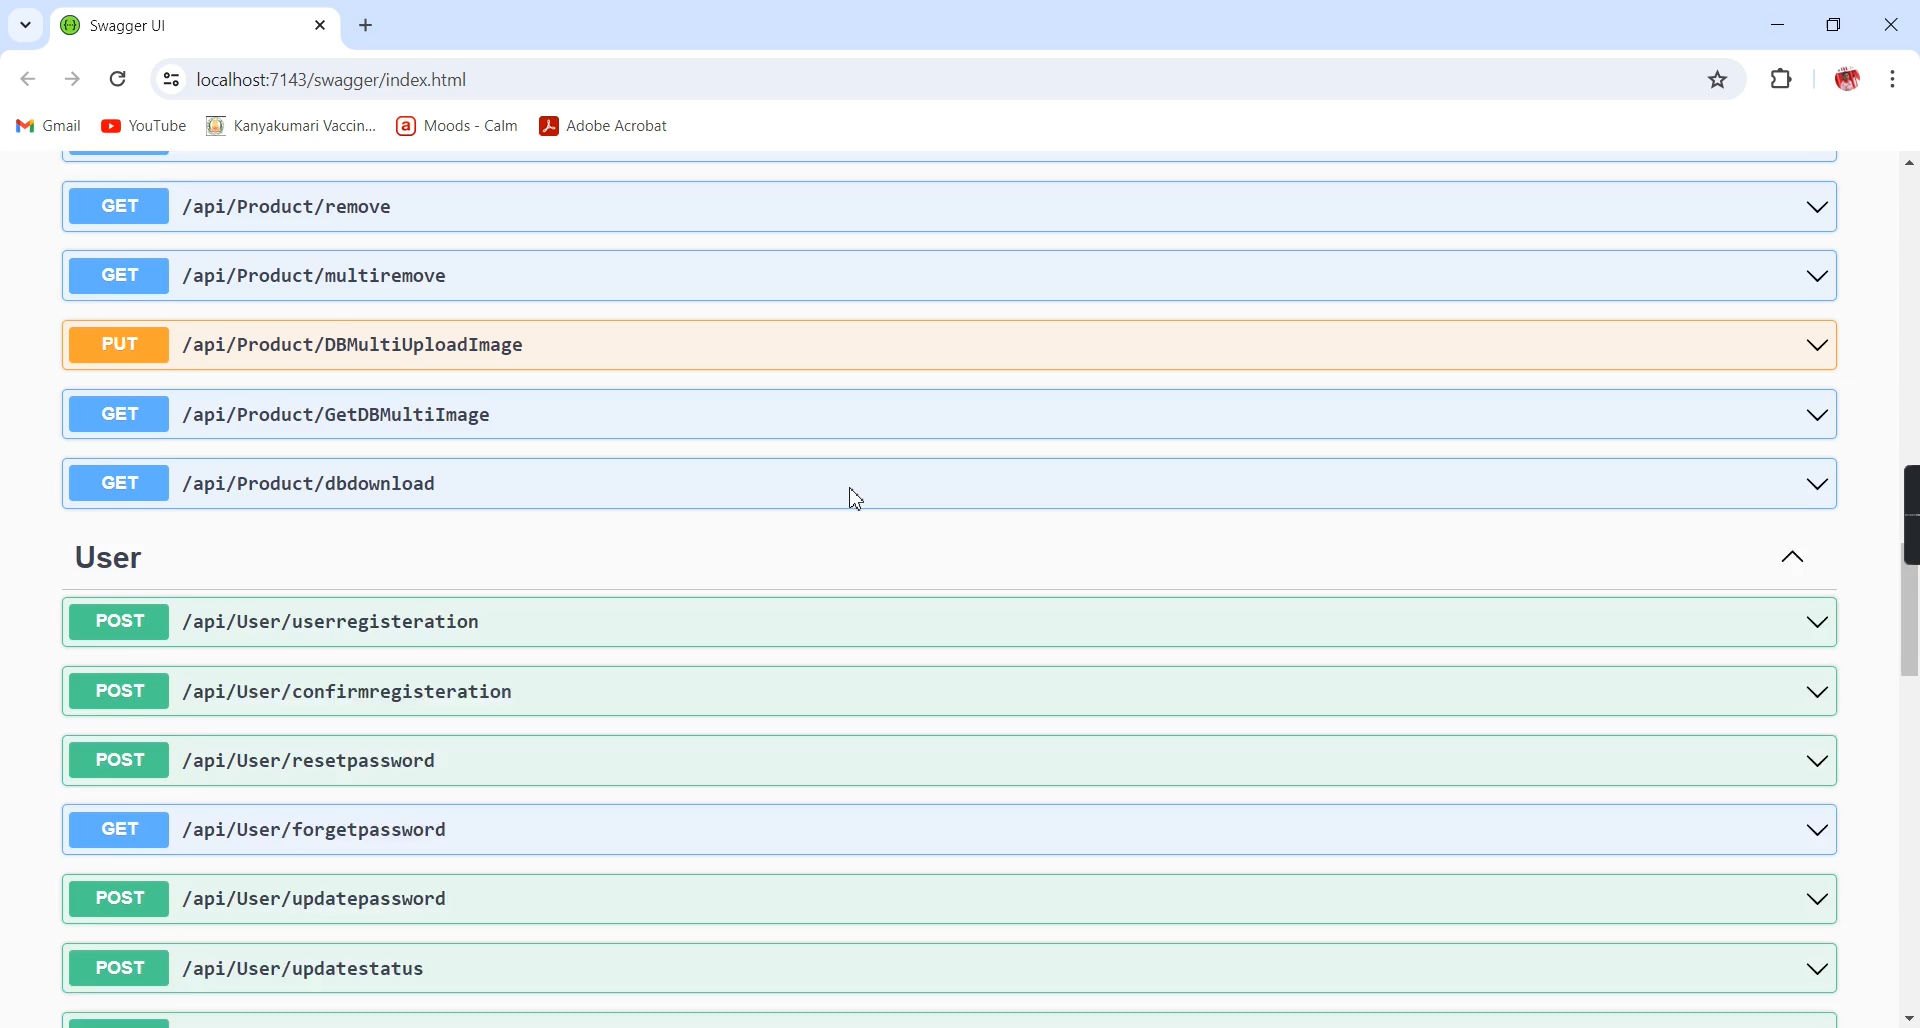 Swagger UI
localhost:7143/swagger/index.html
Gmail YouTube Kanyakumari Vaccin... Moods - Calm Adobe Acrobat
GET /api/Product/remove
GET /api/Product/multiremove
PUT /api/Product/DBMultiUploadImage
GET /api/Product/GetDBMultiImage
GET /api/Product/dbdownload
User
POST /api/User/userregisteration
POST /api/User/confirmregisteration
POST /api/User/resetpassword
GET /api/User/forgetpassword
POST /api/User/updatepassword
POST /api/User/updatestatus